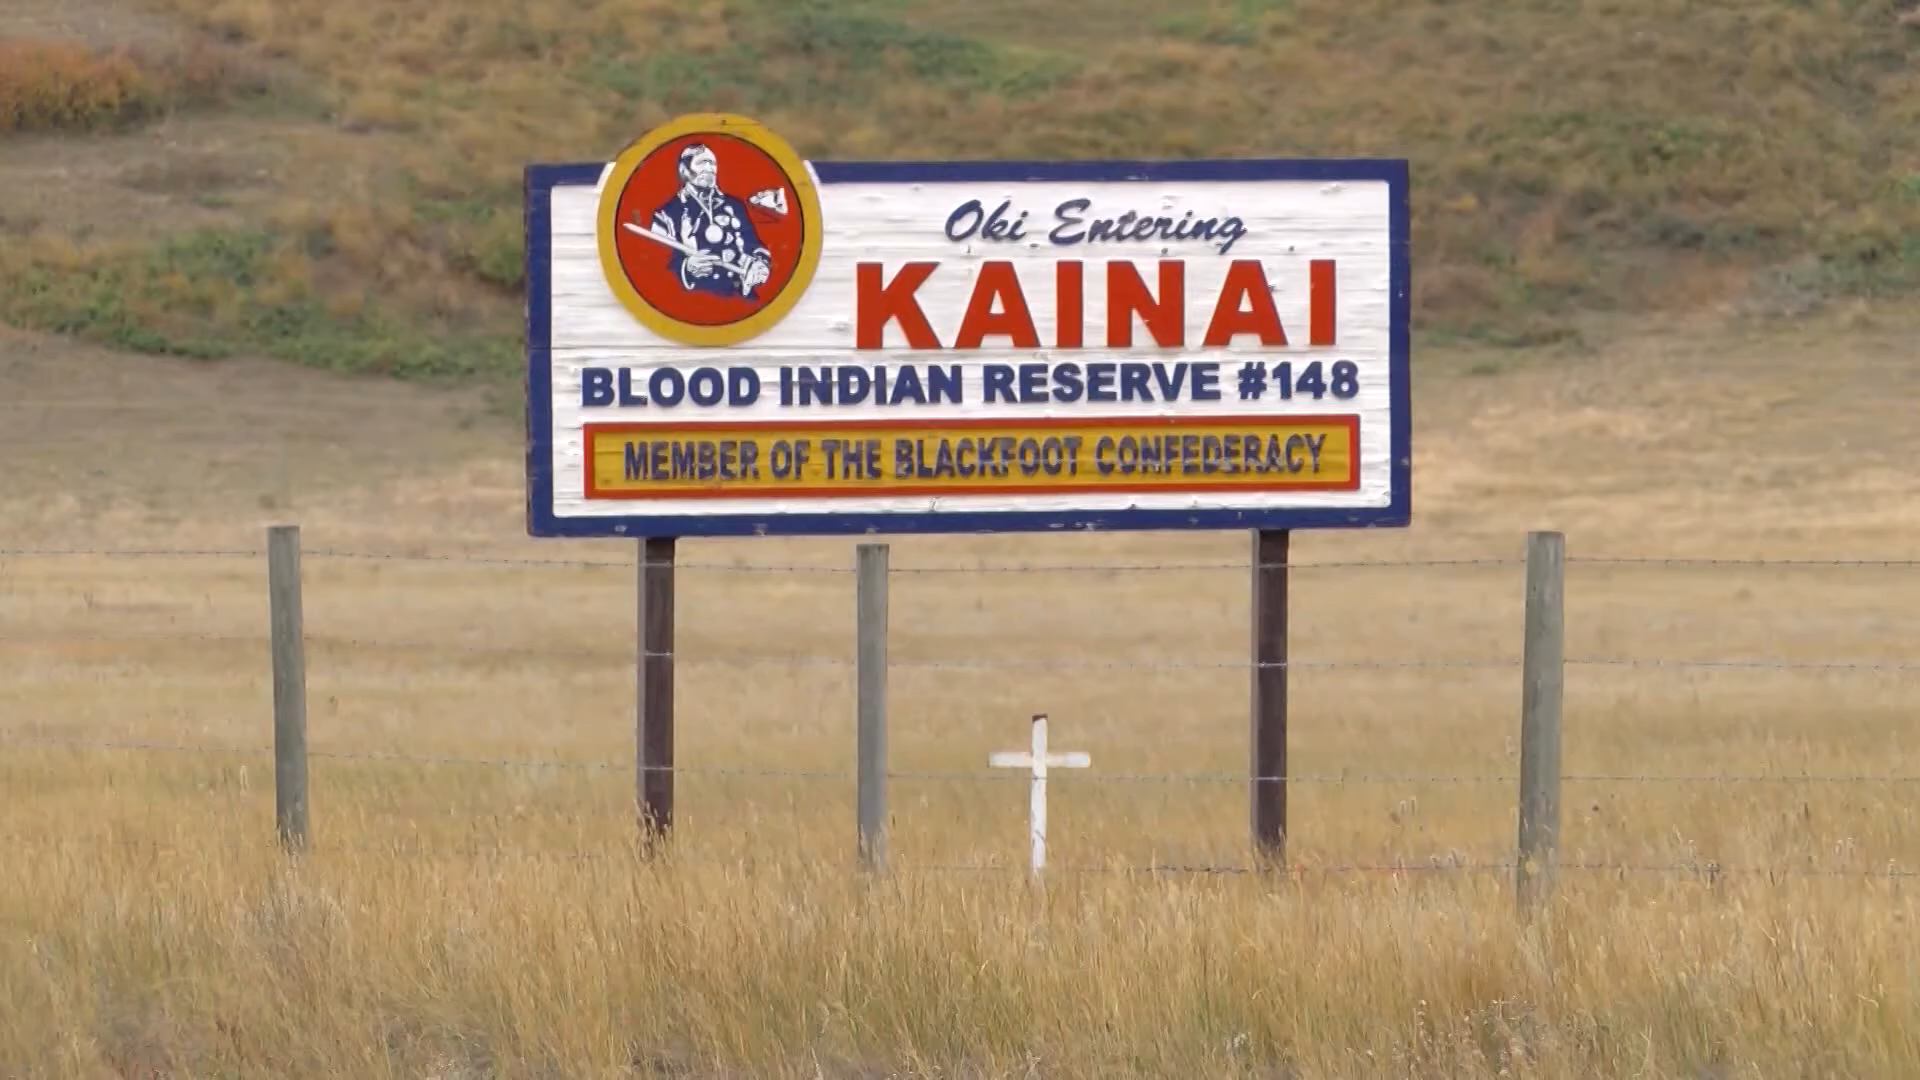 Oki Entering
KAINAI
BLOOD INDIAN RESERVE #148
MEMBER OF THE BLACKFOOT CONFEDERACY